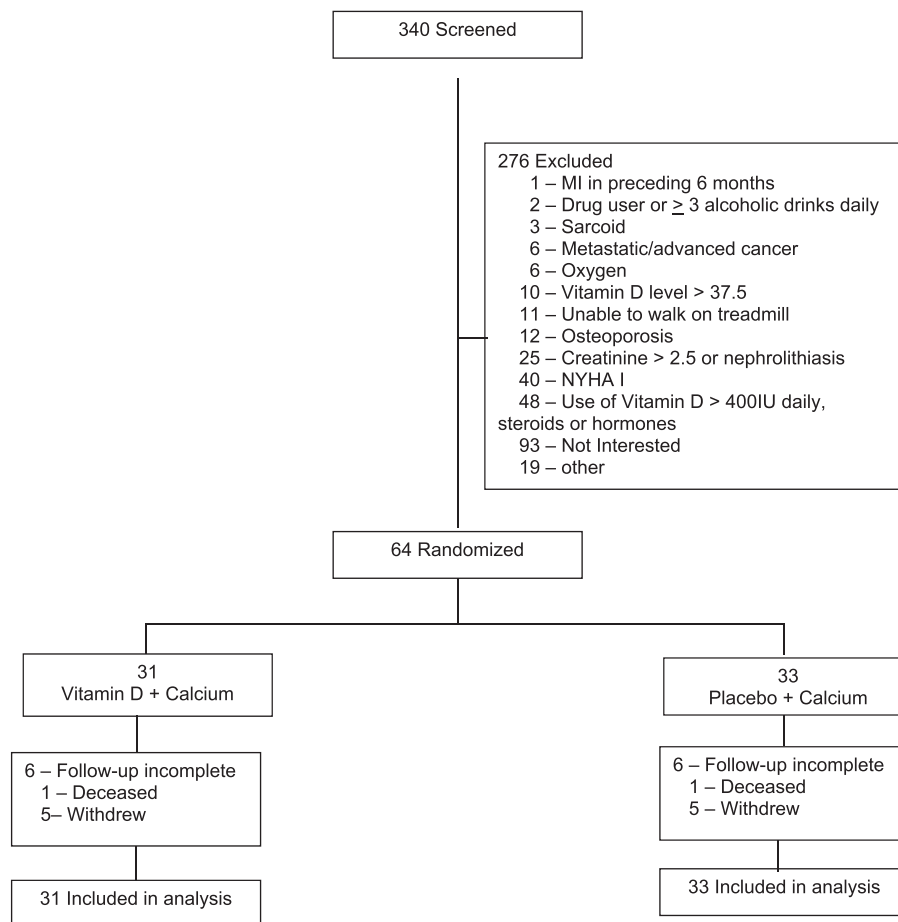 340 Screened
276 Excluded
1 – MI in preceding 6 months
2 – Drug user or ≥ 3 alcoholic drinks daily
3 – Sarcoid
6 – Metastatic/advanced cancer
6 – Oxygen
10 – Vitamin D level > 37.5
11 – Unable to walk on treadmill
12 – Osteoporosis
25 – Creatinine > 2.5 or nephrolithiasis
40 – NYHA I
48 – Use of Vitamin D > 400IU daily,
steroids or hormones
93 – Not Interested
19 – other
64 Randomized
31
Vitamin D + Calcium
6 – Follow-up incomplete
1 – Deceased
5– Withdrew
31 Included in analysis
33
Placebo + Calcium
6 – Follow-up incomplete
1 – Deceased
5 – Withdrew
33 Included in analysis